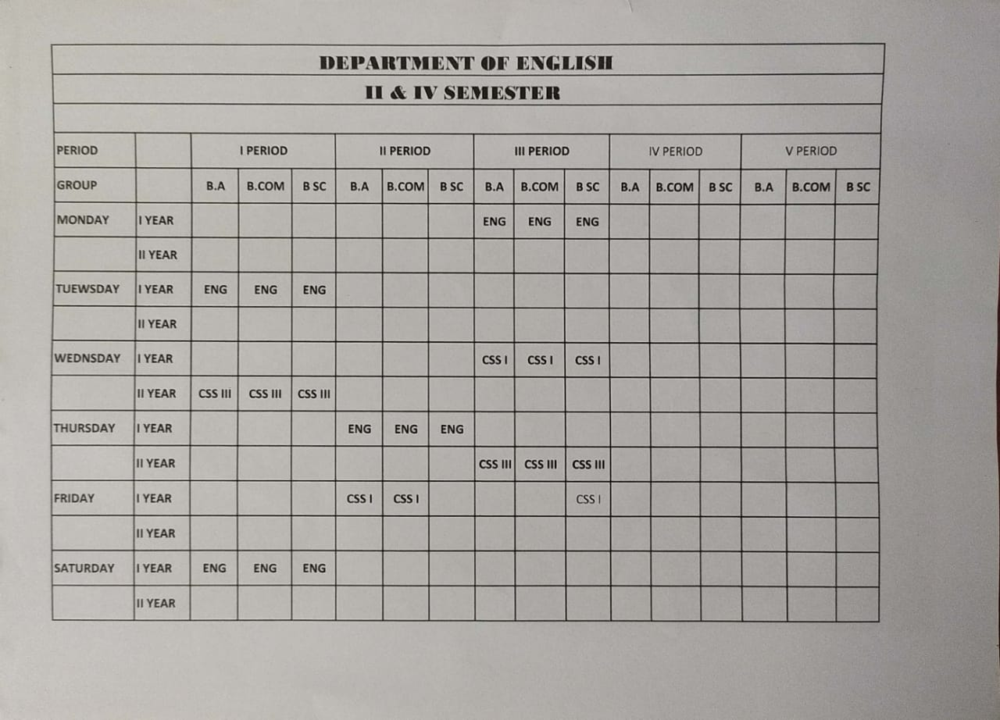 DEPARTMENT OF ENGLISH
II & IV SEMESTER
PERIOD I PERIOD II PERIOD III PERIOD IV PERIOD V PERIOD
GROUP B.A B.COM B SC B.A B.COM B SC B.A B.COM B SC B.A B.COM B SC B.A B.COM B SC
MONDAY I YEAR ENG ENG ENG
II YEAR
TUEWSDAY I YEAR ENG ENG ENG
II YEAR
WEDNSDAY I YEAR CSS I CSS I CSS I
II YEAR CSS III CSS III CSS III
THURSDAY I YEAR ENG ENG ENG
II YEAR CSS III CSS III CSS III
FRIDAY I YEAR CSS I CSS I CSS I
II YEAR
SATURDAY I YEAR ENG ENG ENG
II YEAR